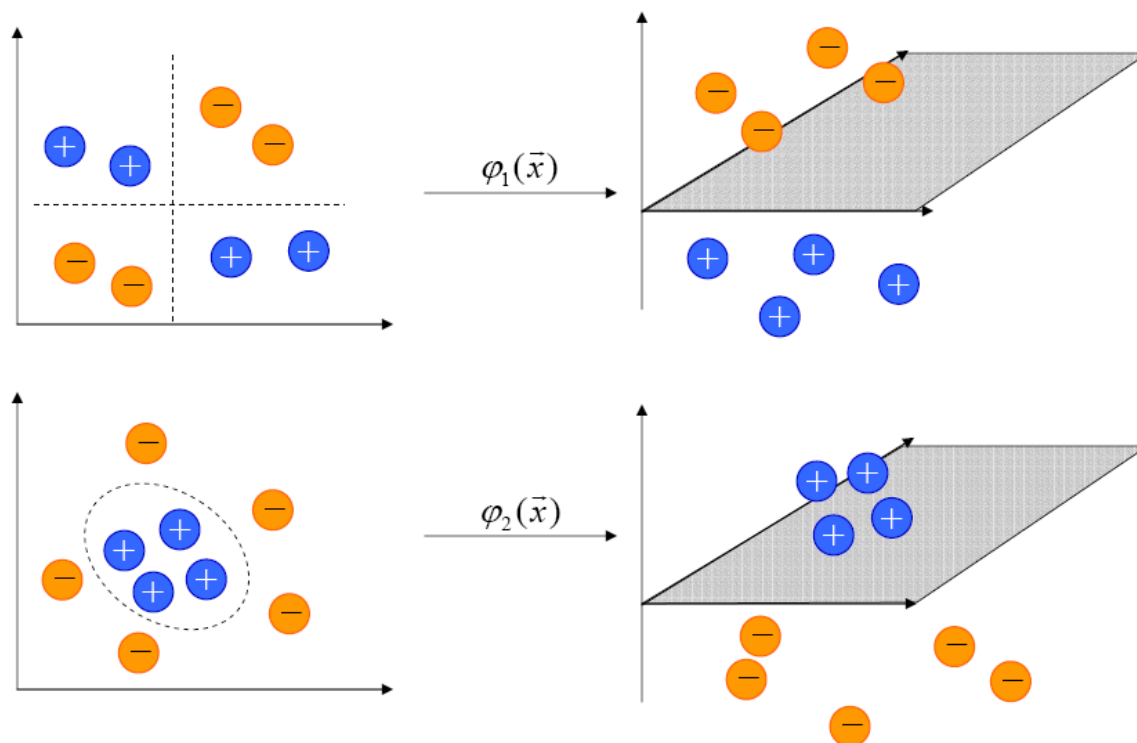 + + − − − − + +
φ₁(x⃗)
− − − − + + + +
− − − − − + + + +
φ₂(x⃗)
+ + + + − − − − −